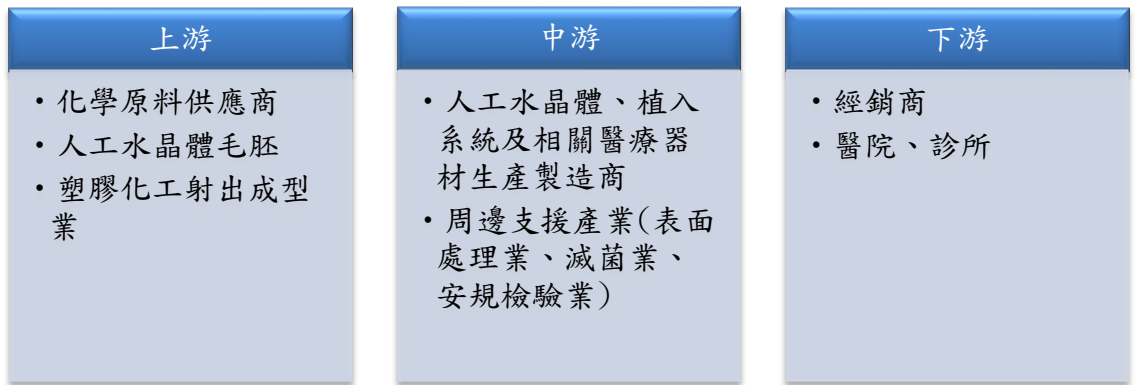 上游
・化學原料供應商
・人工水晶體毛胚
・塑膠化工射出成型
業
中游
・人工水晶體、植入
系統及相關醫療器
材生產製造商
・周邊支援產業(表面
處理業、滅菌業、
安規檢驗業)
下游
・經銷商
・醫院、診所